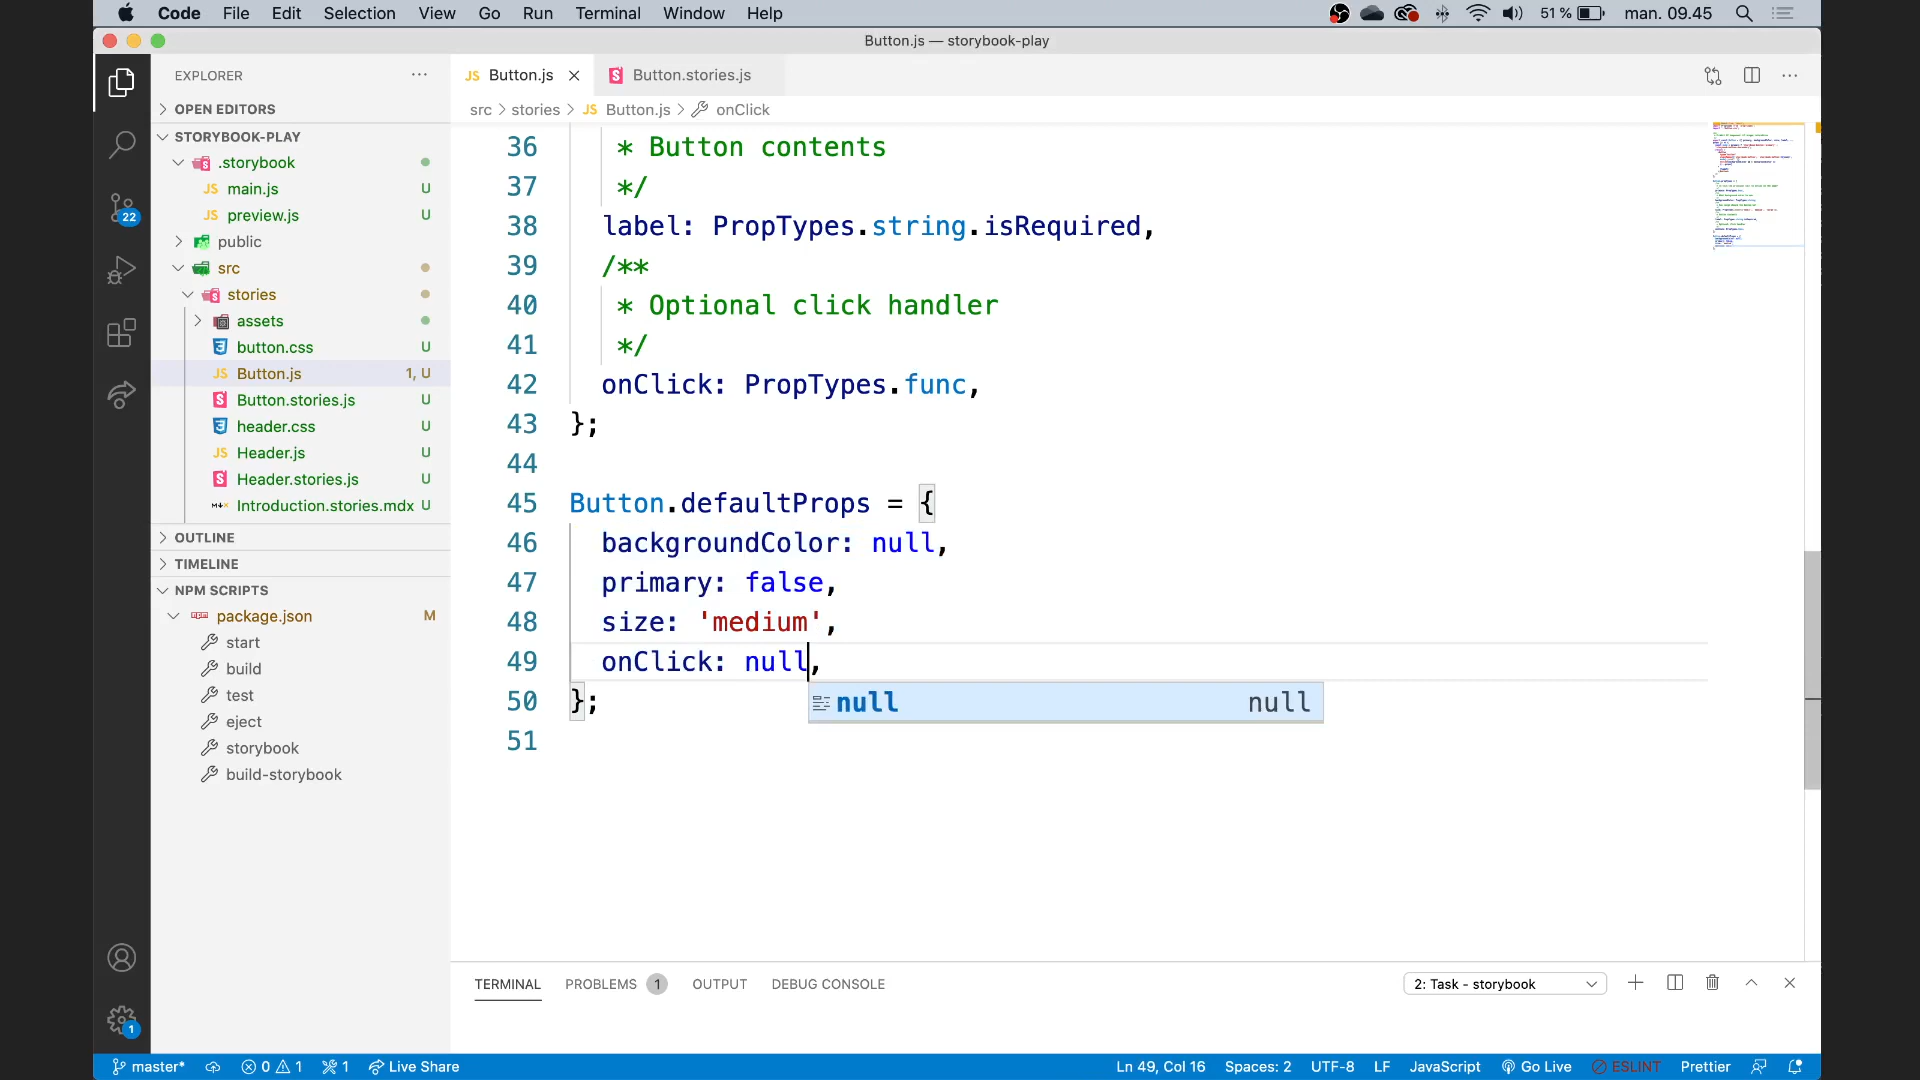 Code File Edit Selection View Go Run Terminal Window Help 51 % man. 09.45
Button.js — storybook-play
EXPLORER
OPEN EDITORS
STORYBOOK-PLAY
.storybook
JS main.js U
JS preview.js U
public
src
stories
assets
button.css U
JS Button.js 1, U
Button.stories.js U
header.css U
JS Header.js U
Header.stories.js U
Introduction.stories.mdx U
OUTLINE
TIMELINE
NPM SCRIPTS
package.json M
start
build
test
eject
storybook
build-storybook
22
1
JS Button.js Button.stories.js
src stories JS Button.js onClick
36 * Button contents
37 */
38 label: PropTypes.string.isRequired,
39 /**
40 * Optional click handler
41 */
42 onClick: PropTypes.func,
43 };
44
45 Button.defaultProps = {
46 backgroundColor: null,
47 primary: false,
48 size: 'medium',
49 onClick: null,
50 };
null null
51
TERMINAL PROBLEMS 1 OUTPUT DEBUG CONSOLE 2: Task - storybook
master* 0 1 1 Live Share Ln 49, Col 16 Spaces: 2 UTF-8 LF JavaScript Go Live ESLINT Prettier